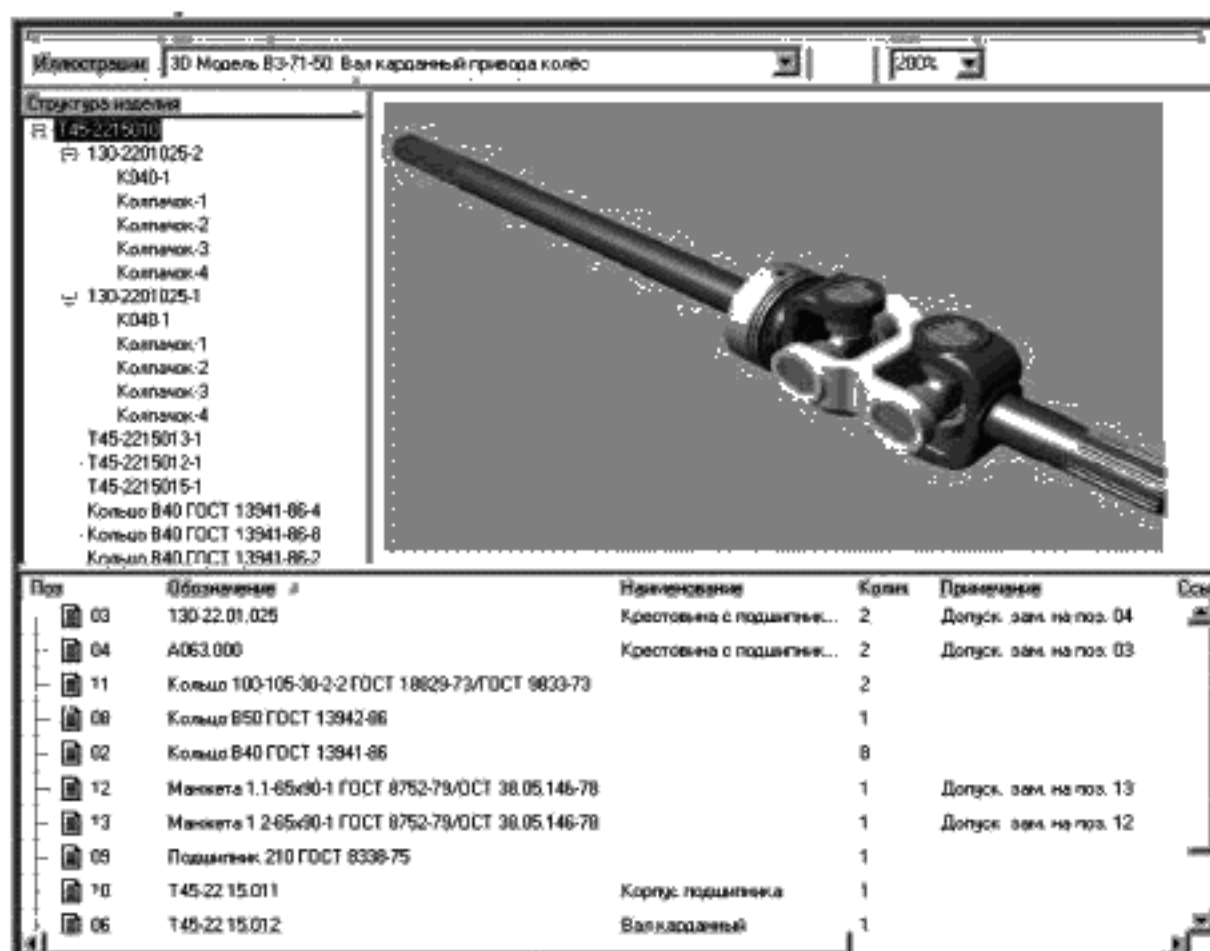 Иллюстрации 3D Модель ВЗ-71-50 Вал карданный привода колёс 200%
Структура изделия
Т45-2215010
130-2201025-2
К040-1
Колпачок-1
Колпачок-2
Колпачок-3
Колпачок-4
130-2201025-1
К040-1
Колпачок-1
Колпачок-2
Колпачок-3
Колпачок-4
Т45-2215013-1
Т45-2215012-1
Т45-2215015-1
Кольцо В40 ГОСТ 13941-86-4
Кольцо В40 ГОСТ 13941-86-8
Кольцо В40 ГОСТ 13941-86-2
Поз Обозначение Наименование Колич Примечание Ссы
03 130-22.01.025 Крестовина с подшипник... 2 Допуск. зам. на поз. 04
04 А063.000 Крестовина с подшипник... 2 Допуск. зам. на поз. 03
11 Кольцо 100-105-30-2-2 ГОСТ 18829-73/ГОСТ 9833-73 2
08 Кольцо В50 ГОСТ 13942-86 1
02 Кольцо В40 ГОСТ 13941-86 8
12 Манжета 1.1-65х90-1 ГОСТ 8752-79/ОСТ 38.05.146-78 1 Допуск. зам. на поз. 13
13 Манжета 1.2-65х90-1 ГОСТ 8752-79/ОСТ 38.05.146-78 1 Допуск. зам. на поз. 12
09 Подшипник 210 ГОСТ 8338-75 1
10 Т45-22.15.011 Корпус подшипника 1
06 Т45-22.15.012 Вал карданный 1